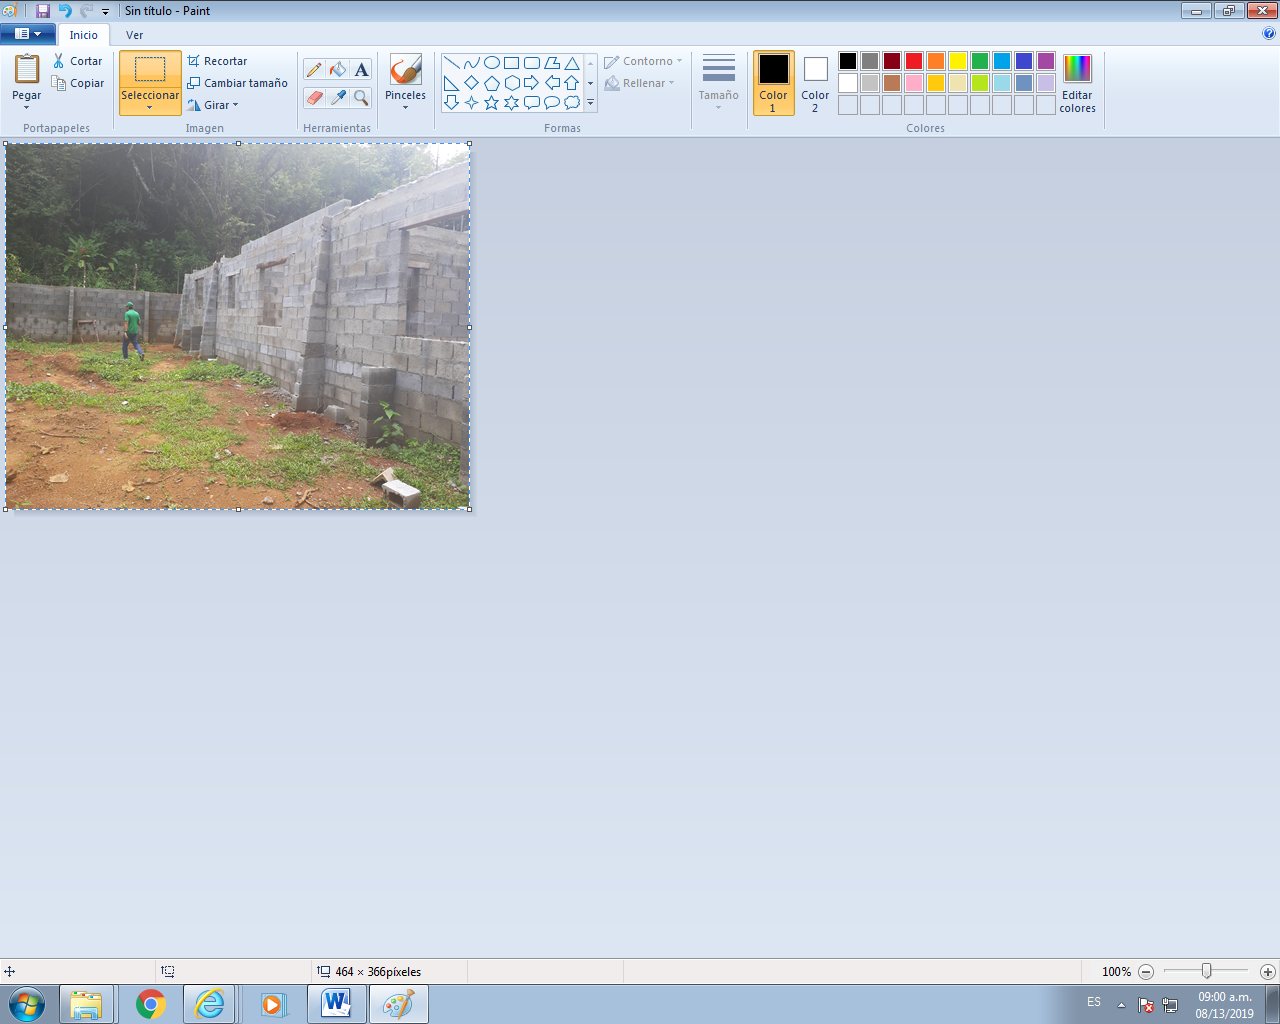 Sin título - Paint
Inicio Ver
Pegar
Cortar
Copiar
Portapapeles
Seleccionar
Recortar
Cambiar tamaño
Girar
Imagen
A
Herramientas
Pinceles
Contorno
Rellenar
Formas
Tamaño
Color
1
Color
2
Editar
colores
Colores
464 × 366píxeles
100%
W
ES
09:00 a.m.
08/13/2019